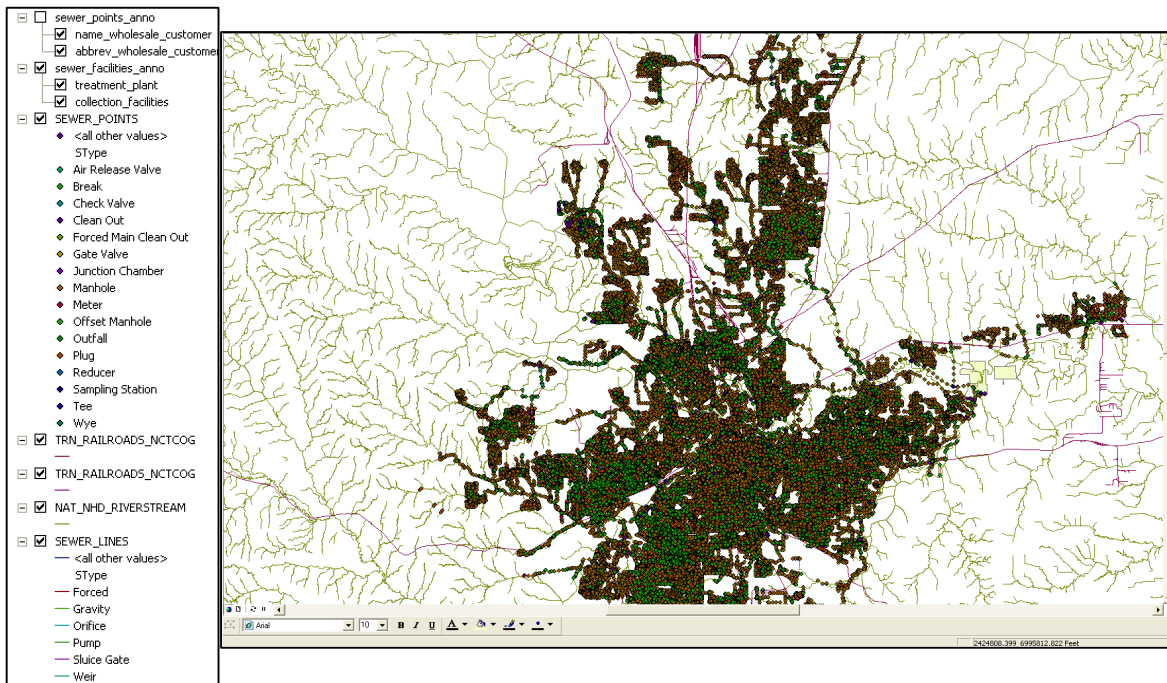 sewer_points_anno
name_wholesale_customer
abbrev_wholesale_customer
sewer_facilities_anno
treatment_plant
collection_facilities
SEWER_POINTS
<all other values>
SType
Air Release Valve
Break
Check Valve
Clean Out
Forced Main Clean Out
Gate Valve
Junction Chamber
Manhole
Meter
Offset Manhole
Outfall
Plug
Reducer
Sampling Station
Tee
Wye
TRN_RAILROADS_NCTCOG
TRN_RAILROADS_NCTCOG
NAT_NHD_RIVERSTREAM
SEWER_LINES
<all other values>
SType
Forced
Gravity
Orifice
Pump
Sluice Gate
Weir
Arial 10 B I U A
2424808.399 6995812.822 Feet